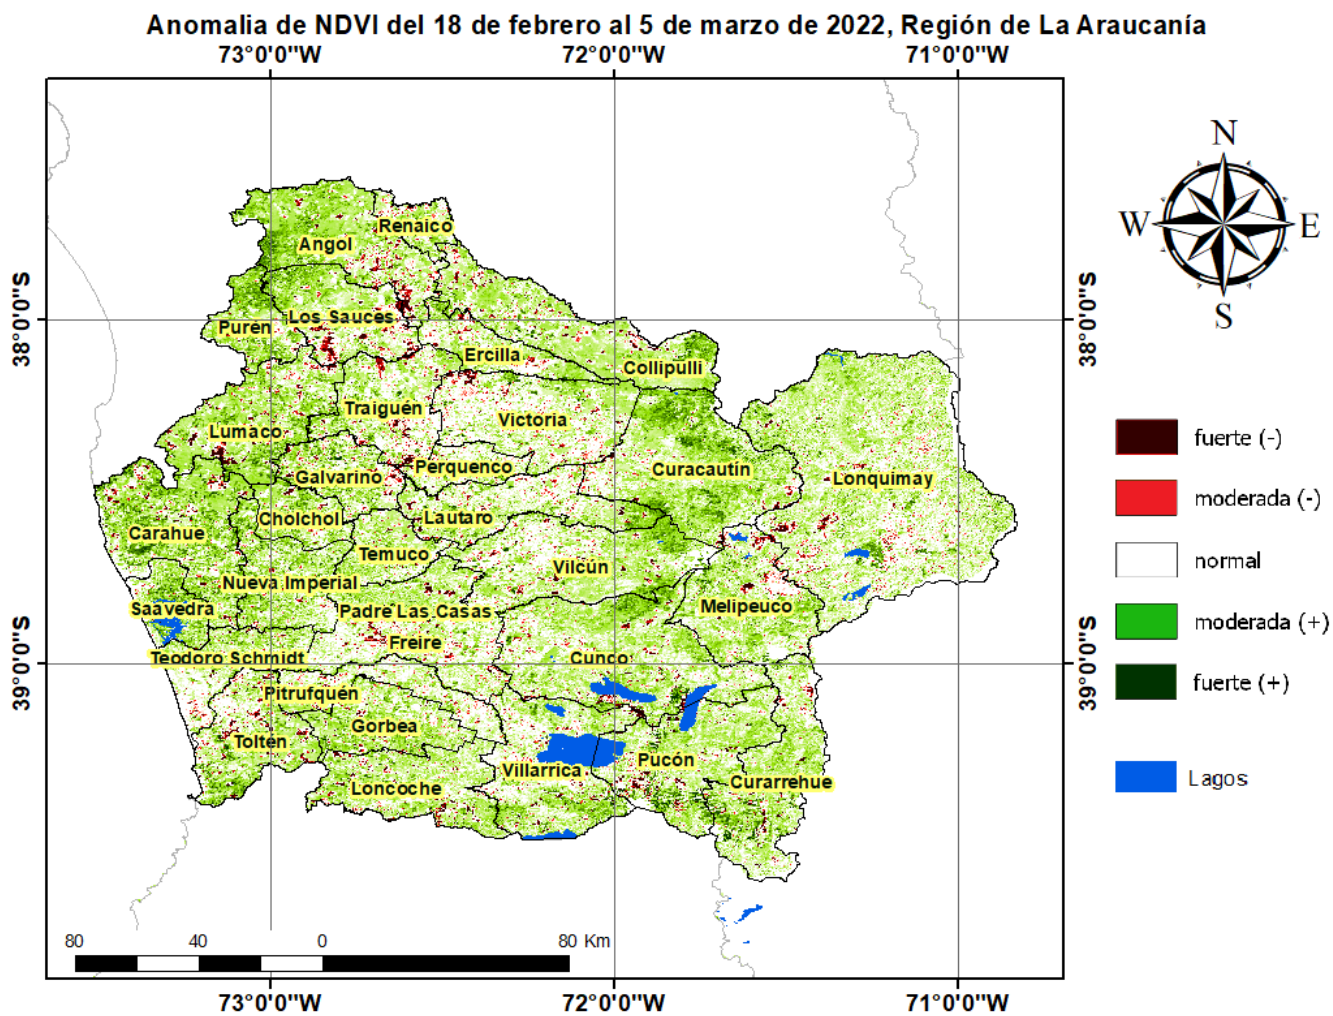 Anomalia de NDVI del 18 de febrero al 5 de marzo de 2022, Región de La Araucanía
73°0'0"W 72°0'0"W 71°0'0"W
N
W E
S
38°0'0"S
38°0'0"S
39°0'0"S
39°0'0"S
Renaico
Angol
Los Sauces
Purén
Ercilla
Collipulli
Traiguén
Victoria
Lumaco
Perquenco
Curacautín
Galvarino
Lonquimay
Cholchol
Lautaro
Carahue
Temuco
Vilcún
Nueva Imperial
Saavedra
Padre Las Casas
Melipeuco
Freire
Teodoro Schmidt
Cunco
Pitrufquén
Gorbea
Toltén
Pucón
Villarrica
Curarrehue
Loncoche
fuerte (-)
moderada (-)
normal
moderada (+)
fuerte (+)
Lagos
80 40 0 80 Km
73°0'0"W 72°0'0"W 71°0'0"W